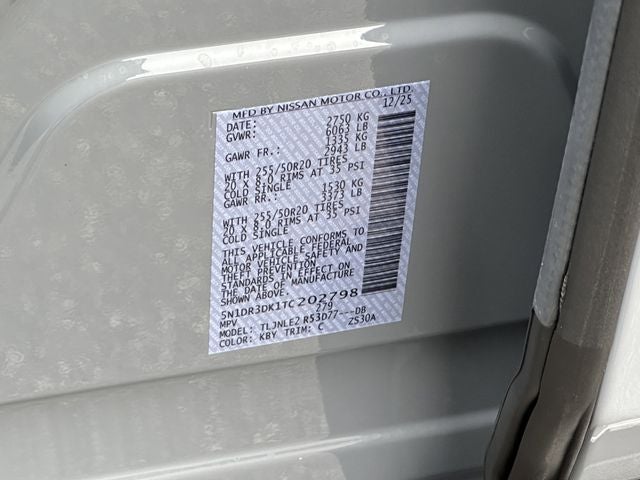 MFD BY NISSAN MOTOR CO., LTD.
DATE: 12/25
GVWR: 2750 KG
6063 LB
GAWR FR.: 1335 KG
2943 LB
WITH 255/50R20 TIRES
20 X 8.0 RIMS AT 35 PSI
COLD SINGLE
GAWR RR.: 1530 KG
3373 LB
WITH 255/50R20 TIRES
20 X 8.0 RIMS AT 35 PSI
COLD SINGLE
THIS VEHICLE CONFORMS TO
ALL APPLICABLE FEDERAL
MOTOR VEHICLE SAFETY AND
THEFT PREVENTION
STANDARDS IN EFFECT ON
THE DATE OF MANUFACTURE
SHOWN ABOVE.
5N1DR3DK1TC202798
MPV 279
MODEL: TLJNLE2 R53D77---DB
COLOR: KBY TRIM: C ZS30A